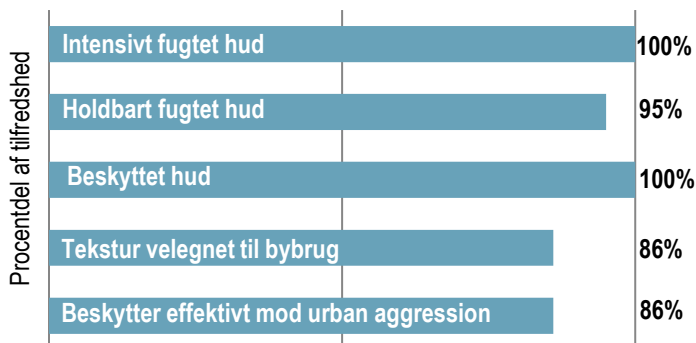 Procentdel af tilfredshed
Intensivt fugtet hud 100%
Holdbart fugtet hud 95%
Beskyttet hud 100%
Tekstur velegnet til bybrug 86%
Beskytter effektivt mod urban aggression 86%